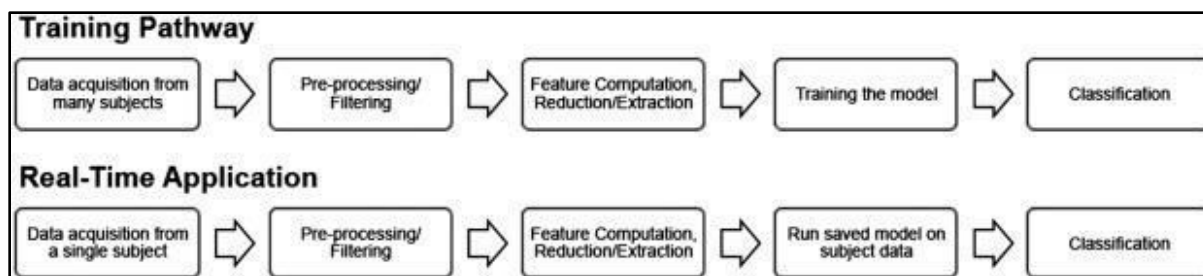 Training Pathway
Data acquisition from
many subjects
Pre-processing/
Filtering
Feature Computation,
Reduction/Extraction
Training the model
Classification
Real-Time Application
Data acquisition from
a single subject
Pre-processing/
Filtering
Feature Computation,
Reduction/Extraction
Run saved model on
subject data
Classification